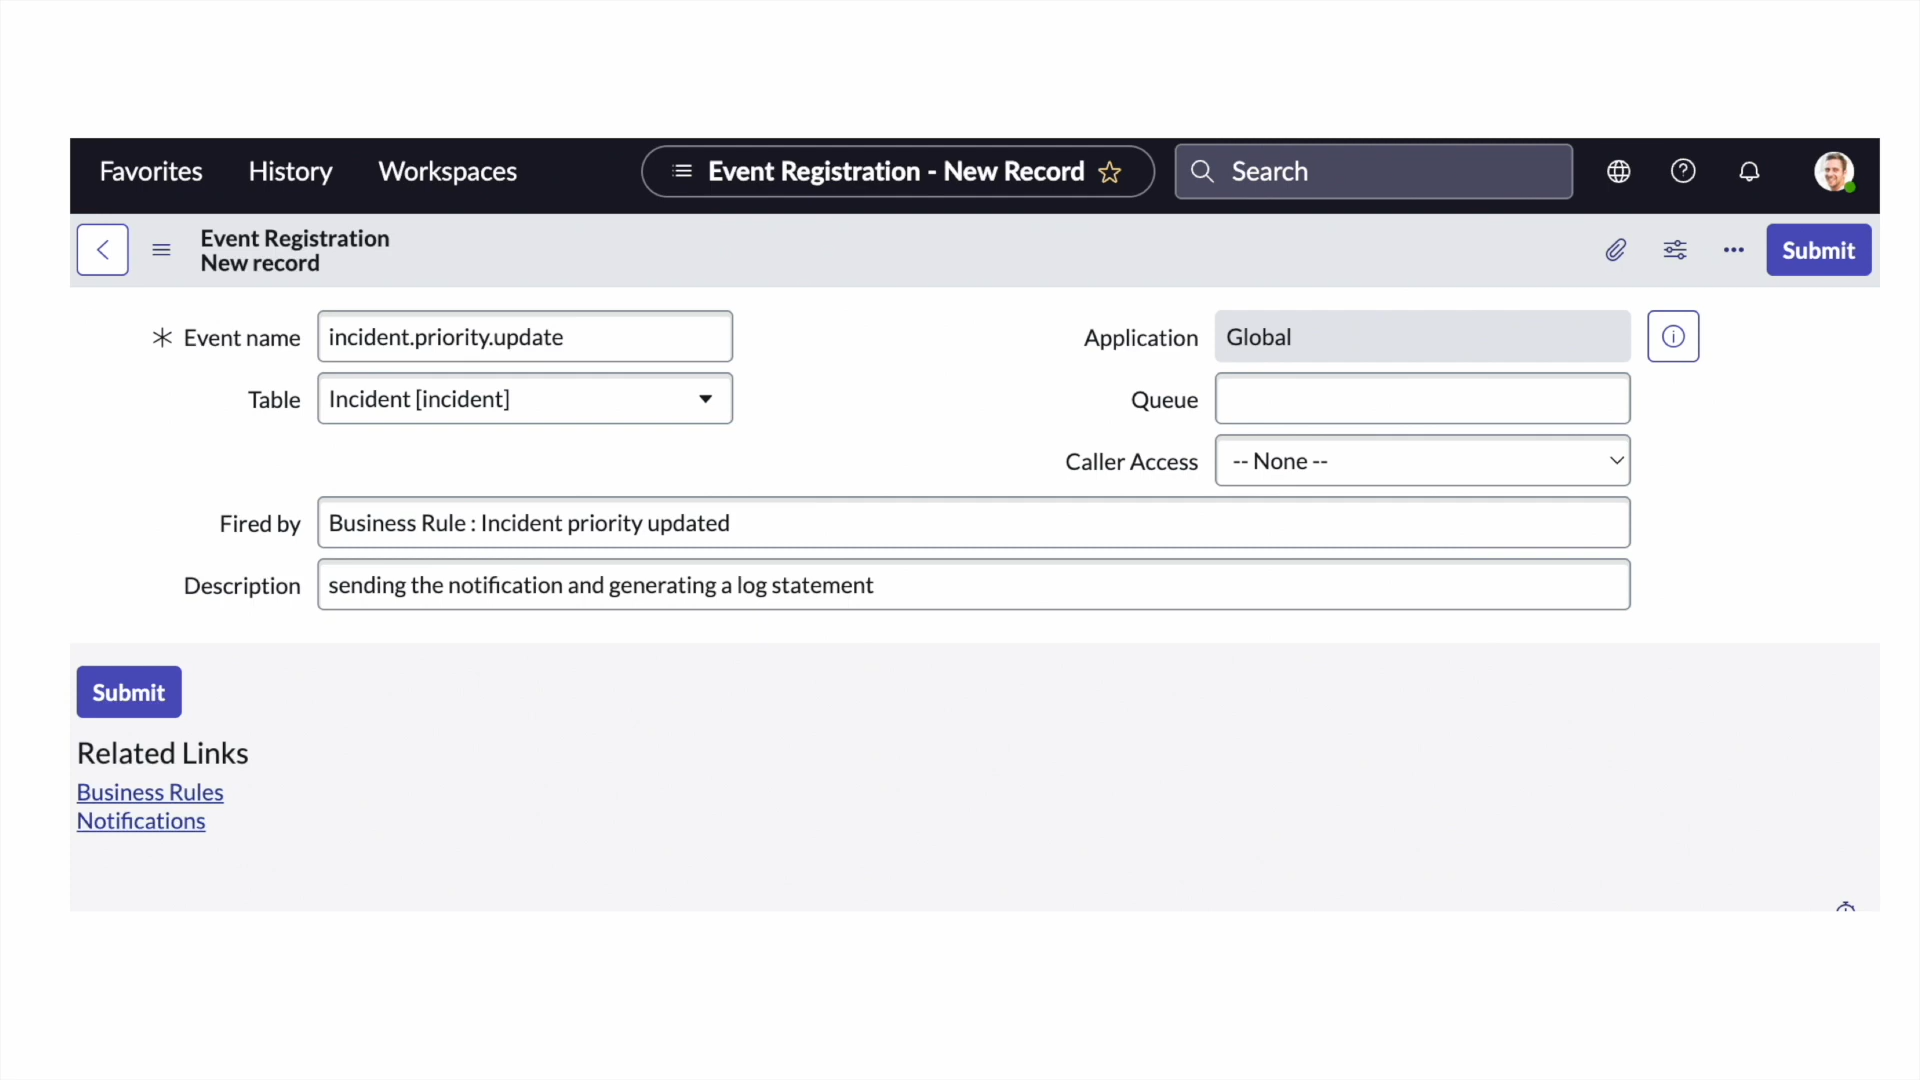 Favorites History Workspaces Event Registration - New Record Search
Event Registration
New record
Submit
* Event name incident.priority.update Application Global
Table Incident [incident] Queue
Caller Access -- None --
Fired by Business Rule : Incident priority updated
Description sending the notification and generating a log statement
Submit
Related Links
Business Rules
Notifications